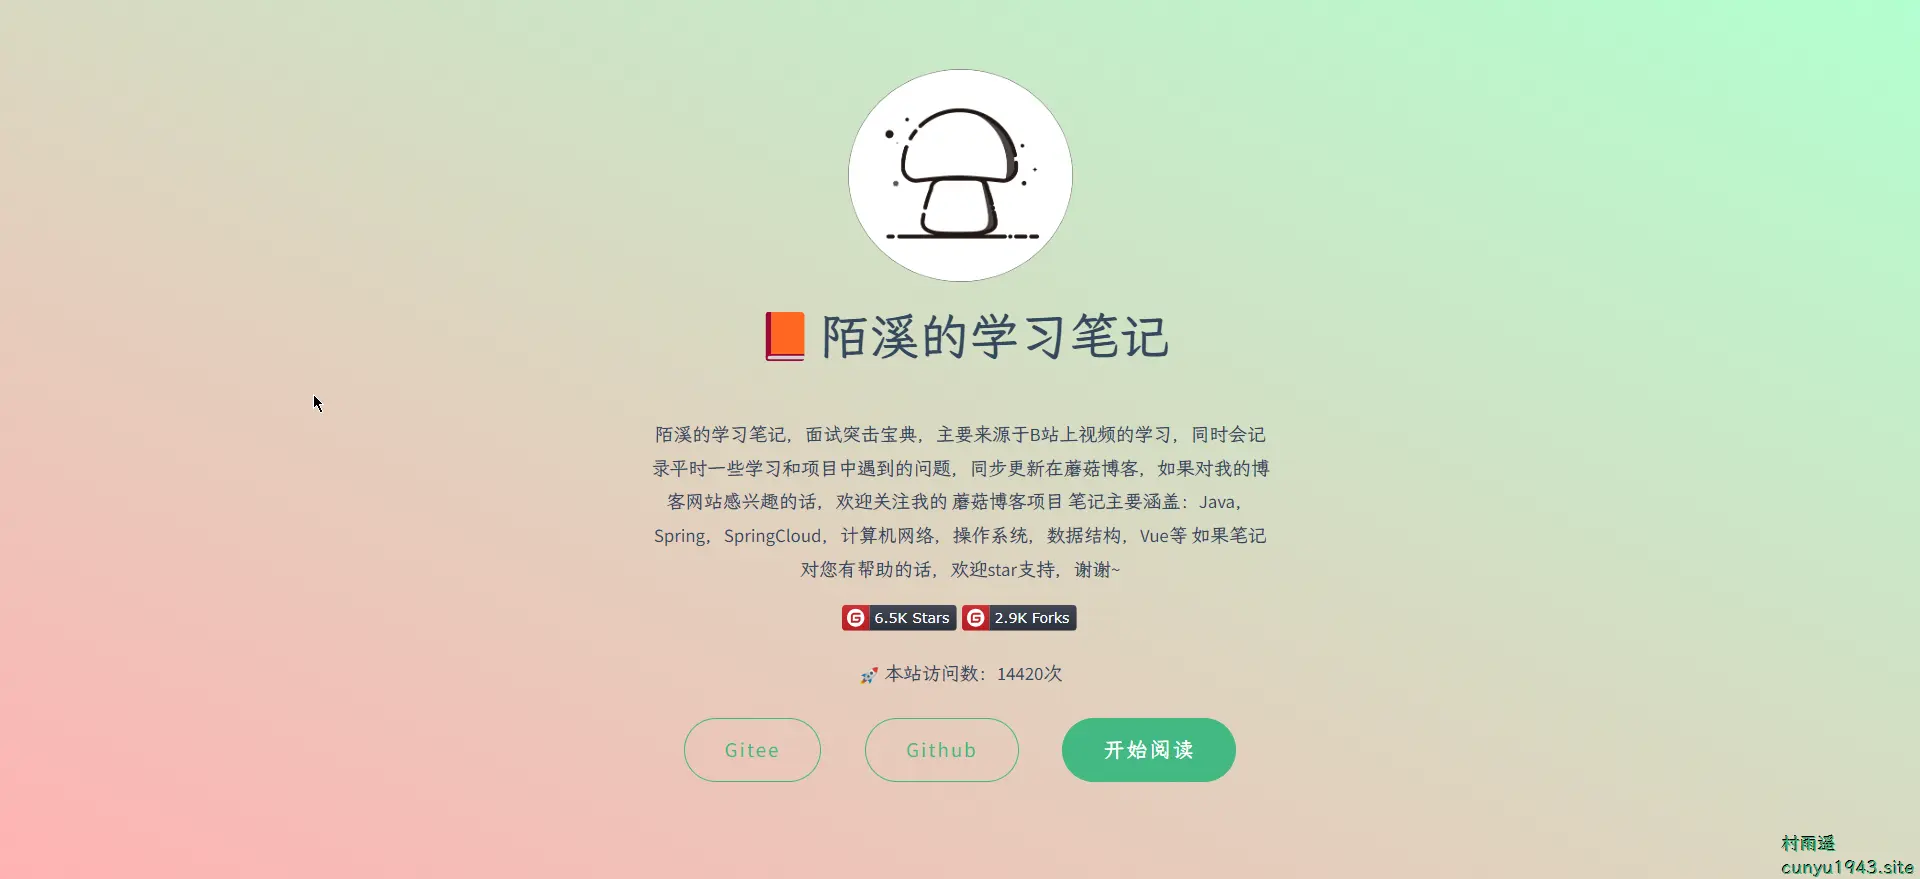 📙 陌溪的学习笔记
陌溪的学习笔记，面试突击宝典，主要来源于B站上视频的学习，同时会记
录平时一些学习和项目中遇到的问题，同步更新在蘑菇博客，如果对我的博
客网站感兴趣的话，欢迎关注我的 蘑菇博客项目 笔记主要涵盖：Java，
Spring，SpringCloud，计算机网络，操作系统，数据结构，Vue等 如果笔记
对您有帮助的话，欢迎star支持，谢谢~
G 6.5K Stars G 2.9K Forks
🚀 本站访问数：14420次
Gitee Github 开始阅读
村雨遥
cunyu1943.site